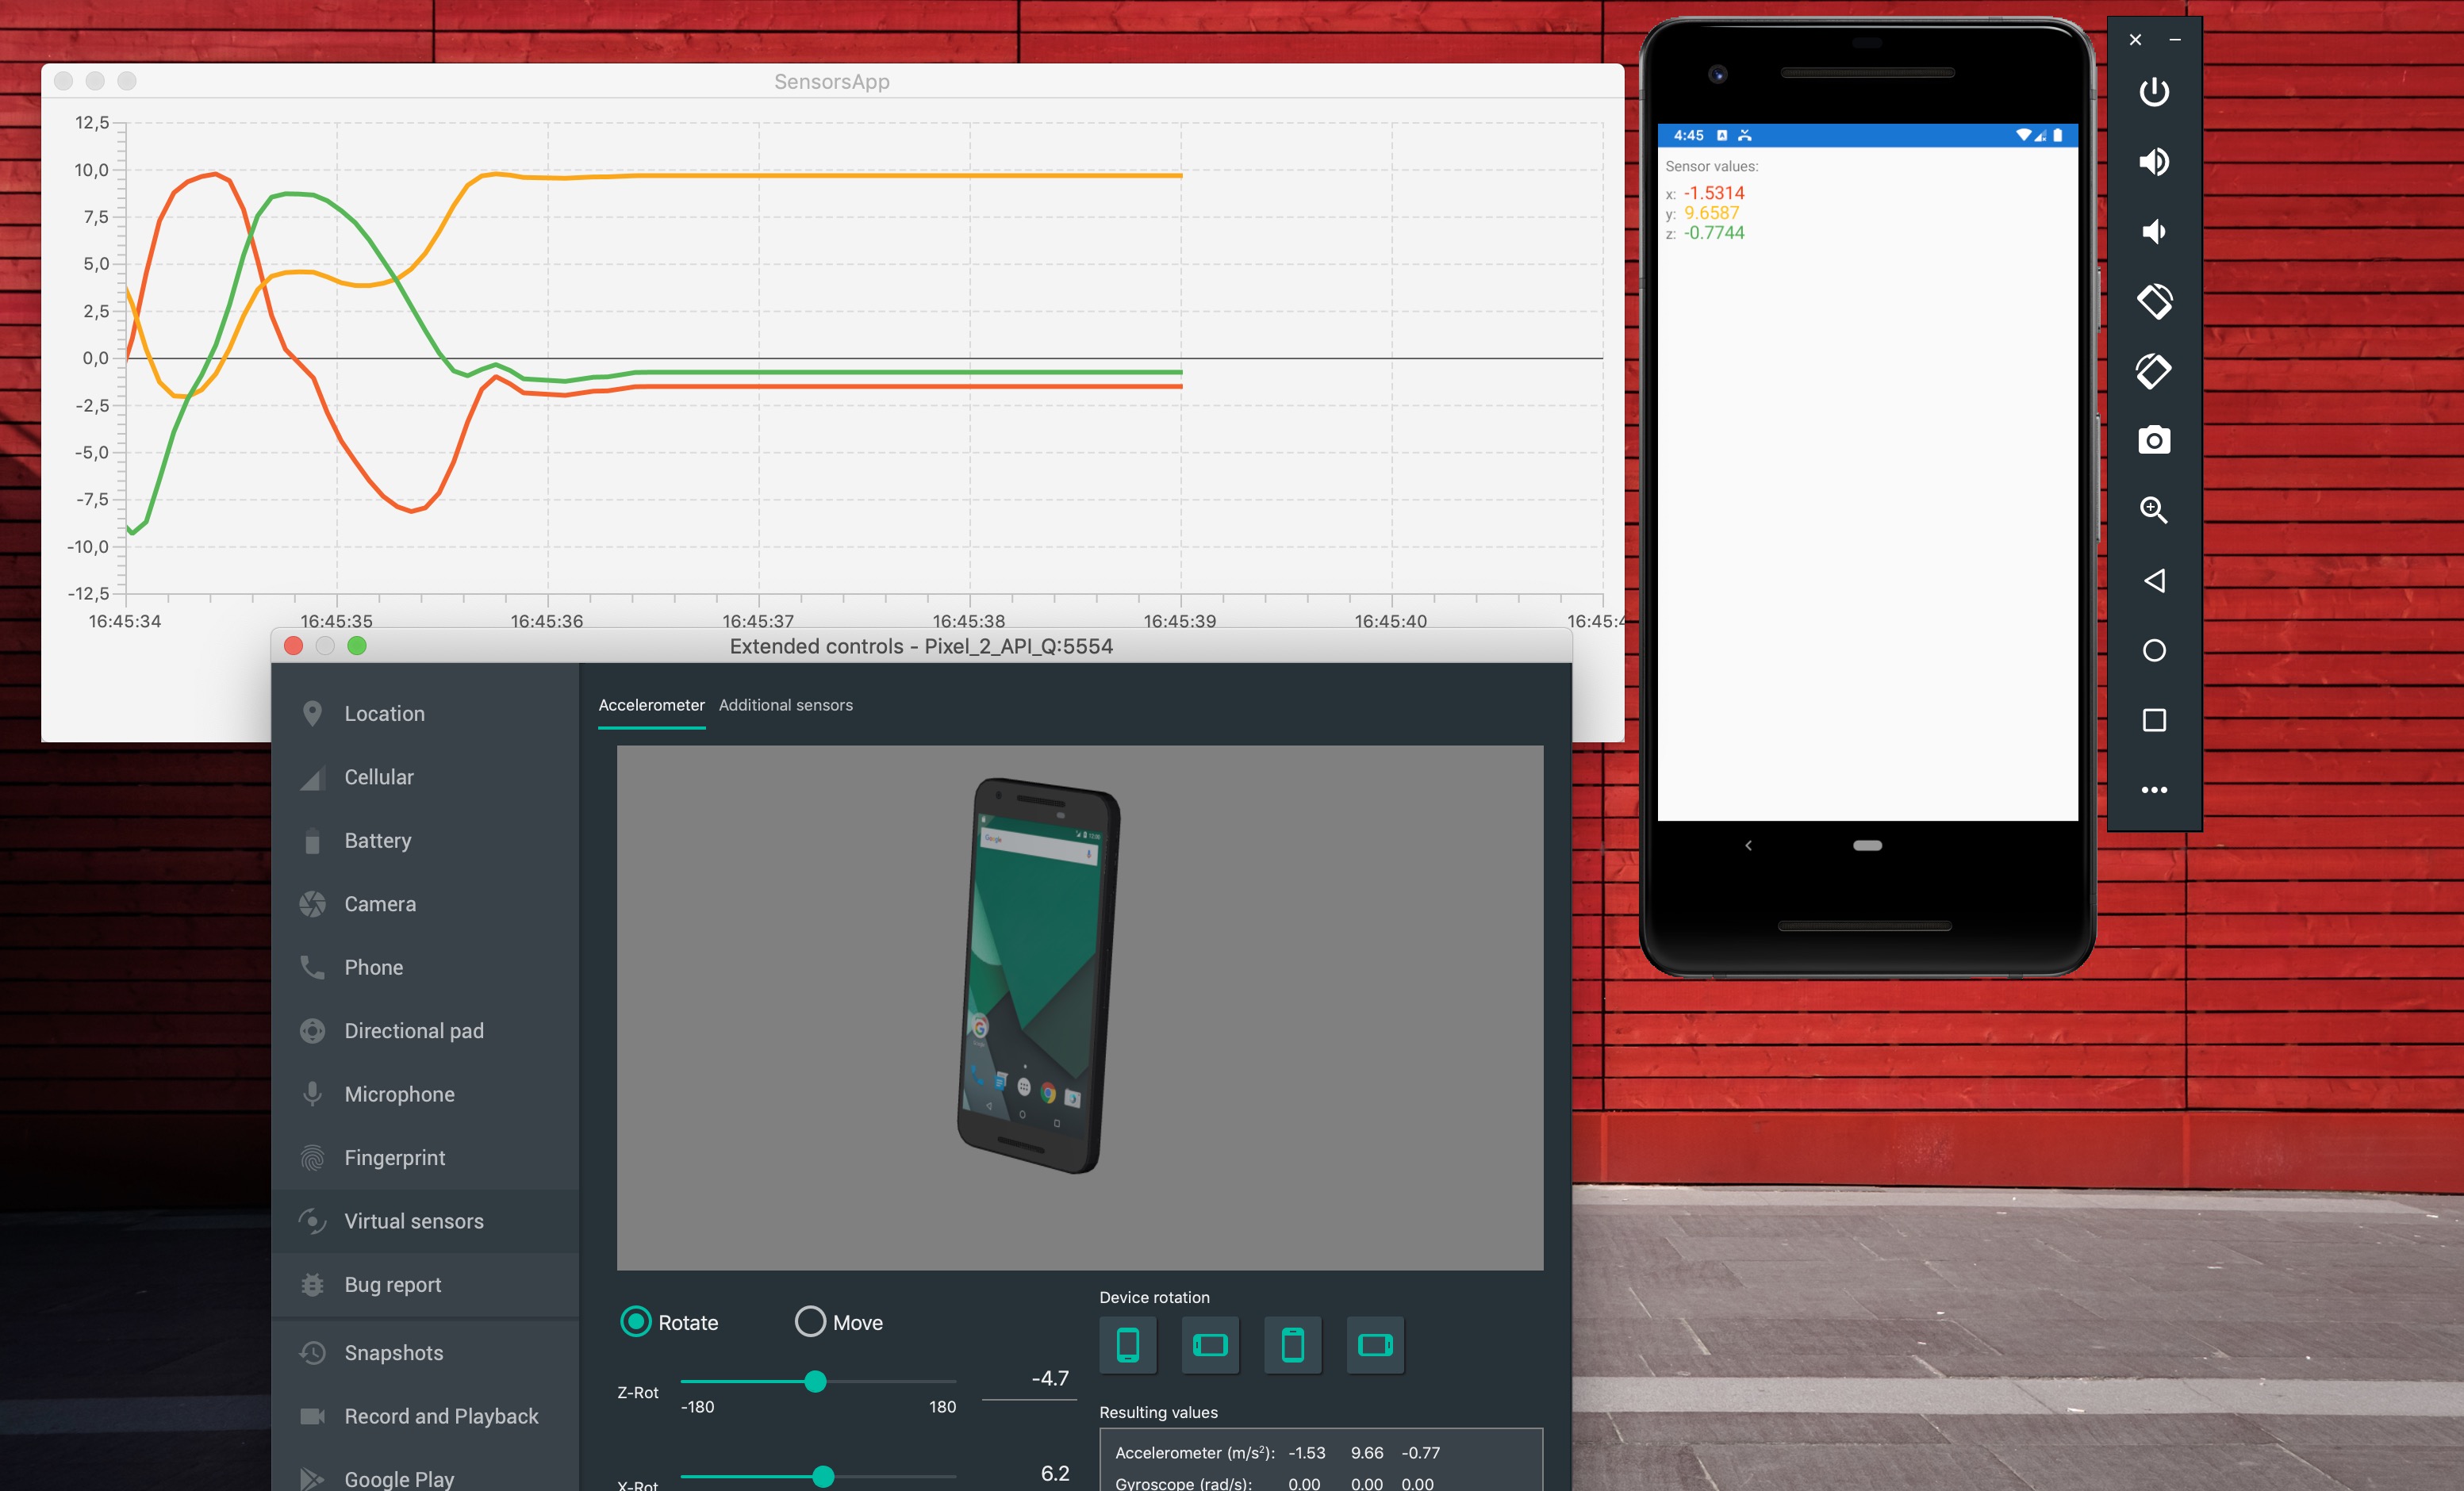 SensorsApp
12,5
10,0
7,5
5,0
2,5
0,0
-2,5
-5,0
-7,5
-10,0
-12,5
16:45:34 16:45:35 16:45:36 16:45:37 16:45:38 16:45:39 16:45:40 16:45:4
4:45
Sensor values:
x: -1.5314
y: 9.6587
z: -0.7744
Extended controls - Pixel_2_API_Q:5554
Location
Cellular
Battery
Camera
Phone
Directional pad
Microphone
Fingerprint
Virtual sensors
Bug report
Snapshots
Record and Playback
Google Play
Accelerometer Additional sensors
Google
Rotate Move
Z-Rot
-180 180
-4.7
X-Rot
6.2
Device rotation
Resulting values
Accelerometer (m/s²): -1.53 9.66 -0.77
Gyroscope (rad/s): 0.00 0.00 0.00